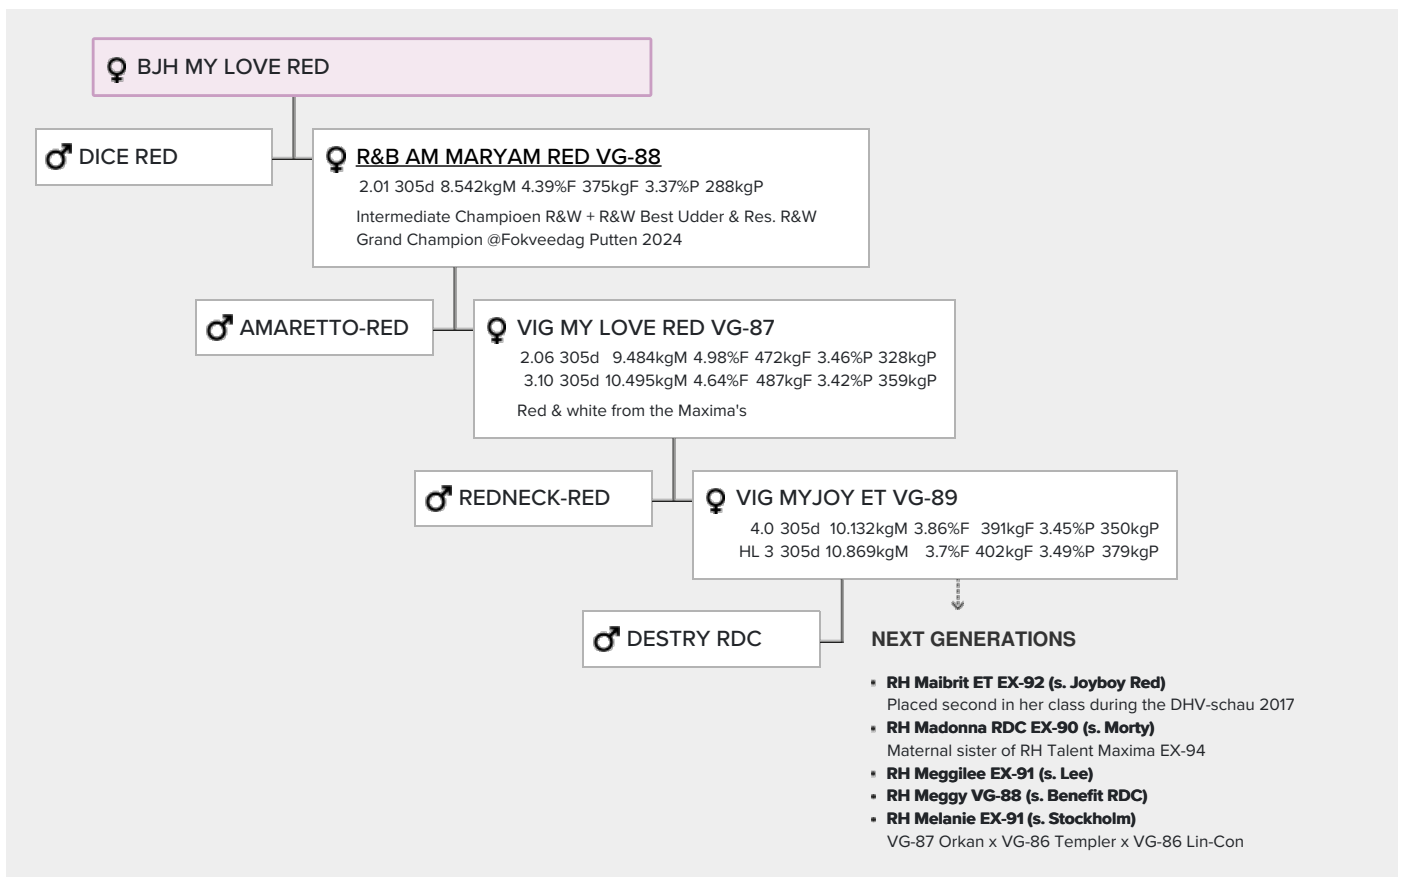 BJH MY LOVE RED
DICE RED
R&B AM MARYAM RED VG-88
2.01 305d 8.542kgM 4.39%F 375kgF 3.37%P 288kgP
Intermediate Champioen R&W + R&W Best Udder & Res. R&W
Grand Champion @Fokveedag Putten 2024
AMARETTO-RED
VIG MY LOVE RED VG-87
2.06 305d 9.484kgM 4.98%F 472kgF 3.46%P 328kgP
3.10 305d 10.495kgM 4.64%F 487kgF 3.42%P 359kgP
Red & white from the Maxima's
REDNECK-RED
VIG MYJOY ET VG-89
4.0 305d 10.132kgM 3.86%F 391kgF 3.45%P 350kgP
HL 3 305d 10.869kgM 3.7%F 402kgF 3.49%P 379kgP
DESTRY RDC
NEXT GENERATIONS
RH Maibrit ET EX-92 (s. Joyboy Red)
Placed second in her class during the DHV-schau 2017
RH Madonna RDC EX-90 (s. Morty)
Maternal sister of RH Talent Maxima EX-94
RH Meggilee EX-91 (s. Lee)
RH Meggy VG-88 (s. Benefit RDC)
RH Melanie EX-91 (s. Stockholm)
VG-87 Orkan x VG-86 Templer x VG-86 Lin-Con